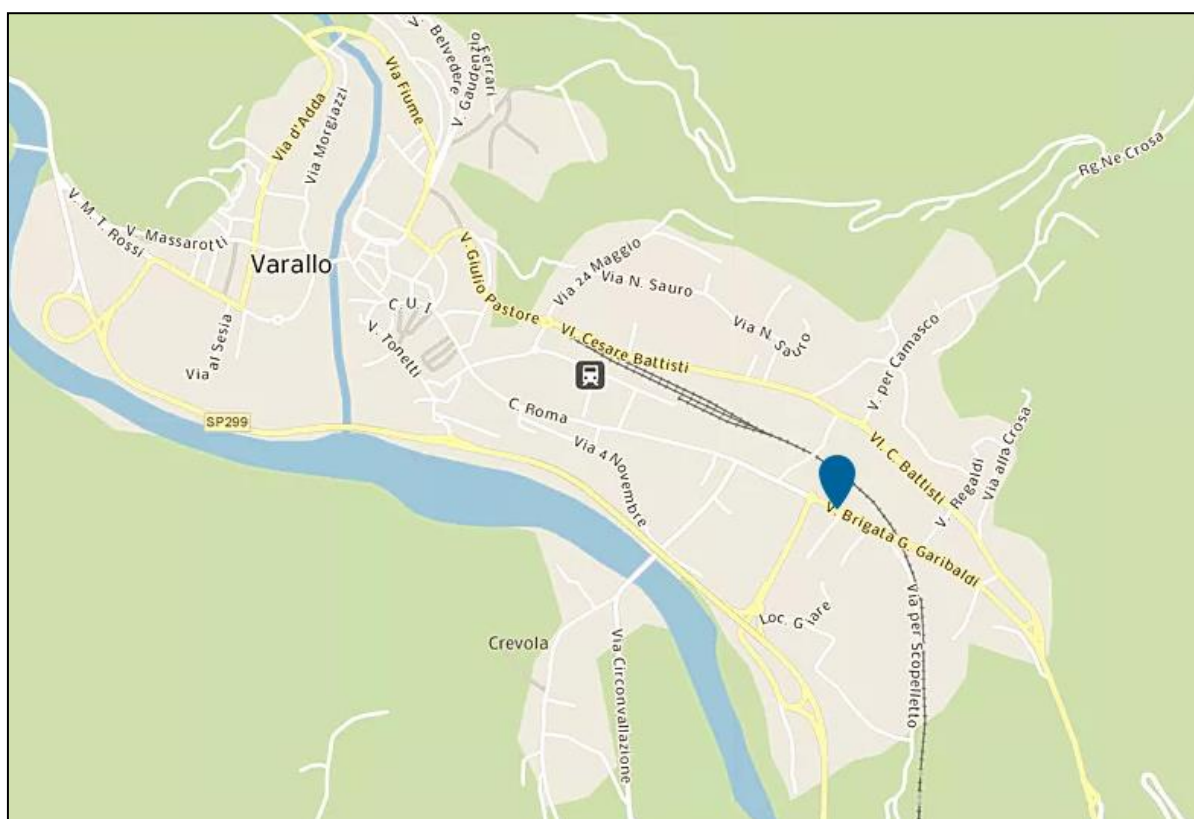 V. Belvedere
V. Gaudenzio
Ferrari
Via Fiume
Via d'Adda
Via Morgiazzi
Rg.Ne Crosa
V. M. T. Rossi
V. Massarotti
Varallo
V. Giulio Pastore
Via 24 Maggio
Via N. Sauro
Via N. Sauro
C. U. I
V. Tonetti
Vl. Cesare Battisti
V. per Camasco
Via al Sesia
SP299
C. Roma
Via 4 Novembre
Vl. C. Battisti
V. Regaldi
Via alla Crosa
V. Brigata G. Garibaldi
Loc. Giare
Via per Scopelletto
Crevola
Via Circonvallazione